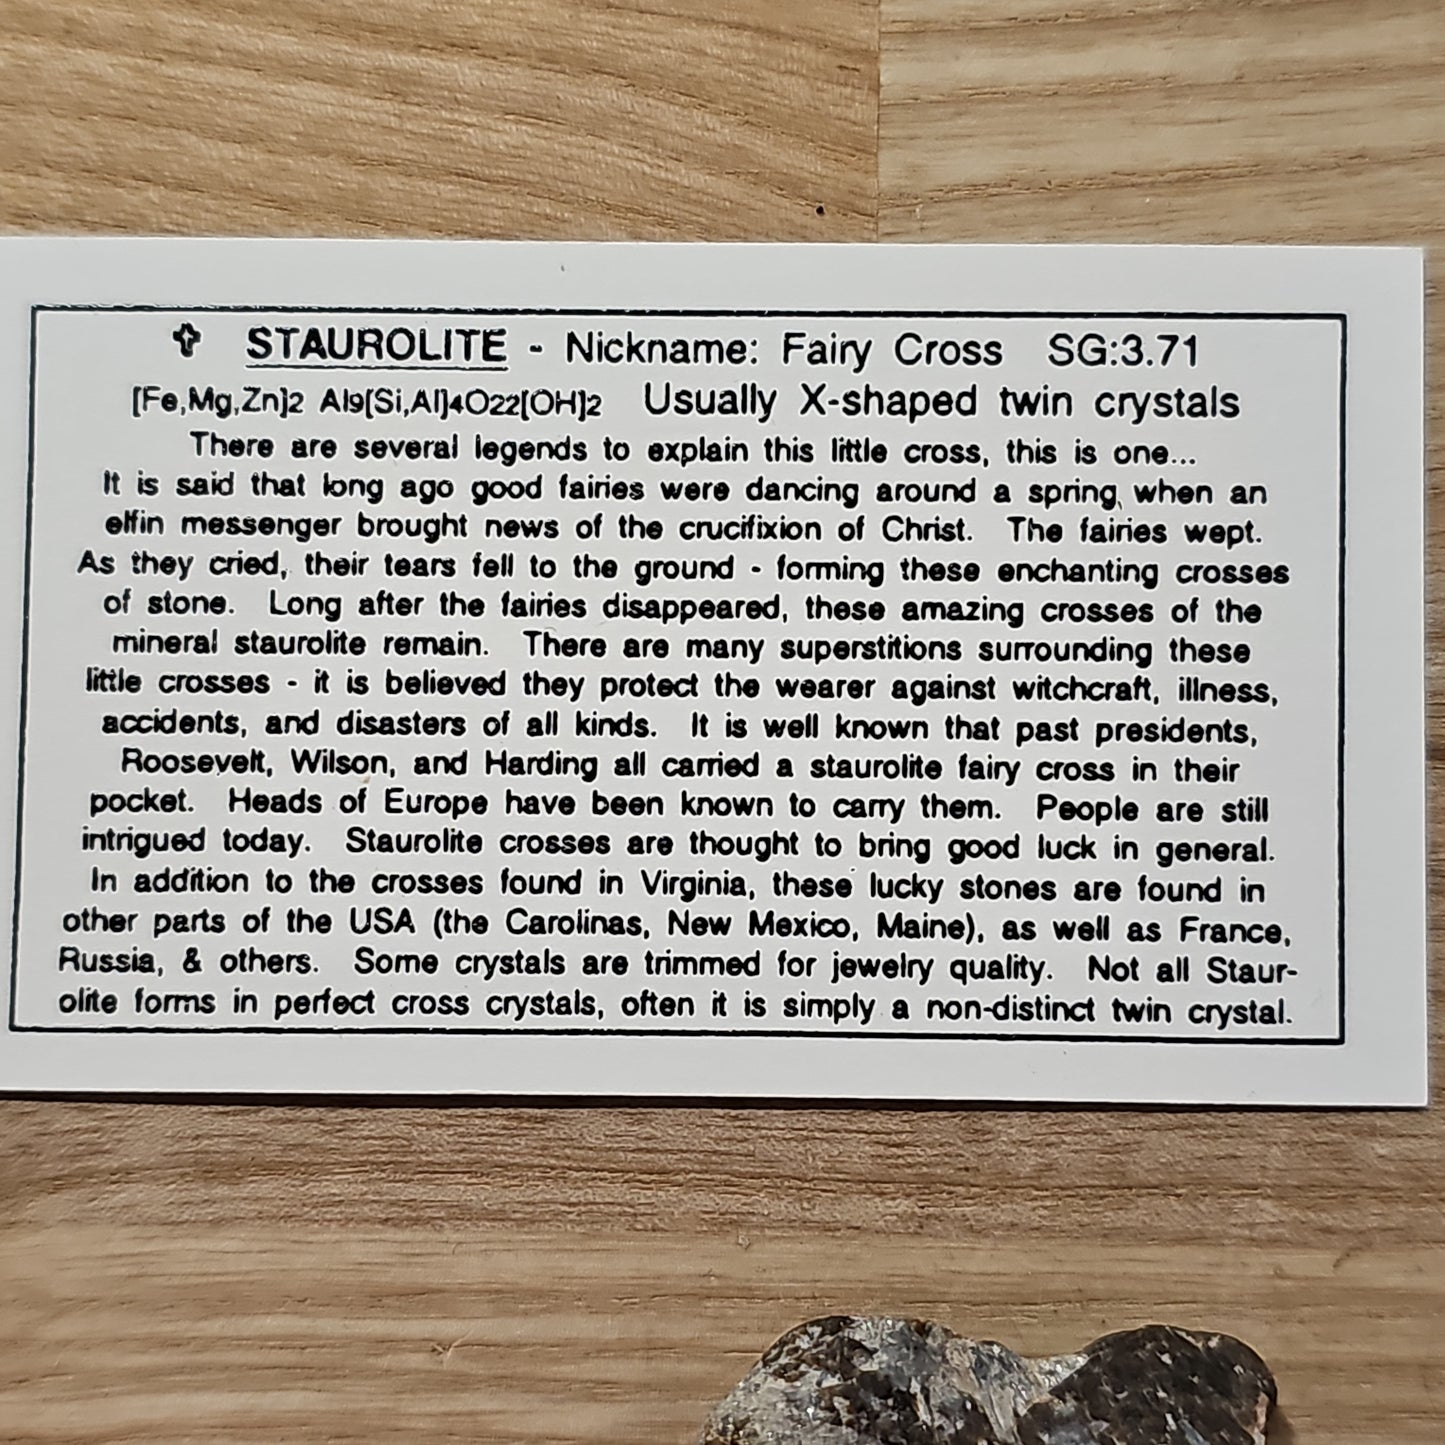 ✞ STAUROLITE - Nickname: Fairy Cross SG:3.71
[Fe,Mg,Zn]2 Al9[Si,Al]4O22[OH]2 Usually X-shaped twin crystals
There are several legends to explain this little cross, this is one...
It is said that long ago good fairies were dancing around a spring, when an
elfin messenger brought news of the crucifixion of Christ. The fairies wept.
As they cried, their tears fell to the ground - forming these enchanting crosses
of stone. Long after the fairies disappeared, these amazing crosses of the
mineral staurolite remain. There are many superstitions surrounding these
little crosses - it is believed they protect the wearer against witchcraft, illness,
accidents, and disasters of all kinds. It is well known that past presidents,
Roosevelt, Wilson, and Harding all carried a staurolite fairy cross in their
pocket. Heads of Europe have been known to carry them. People are still
intrigued today. Staurolite crosses are thought to bring good luck in general.
In addition to the crosses found in Virginia, these lucky stones are found in
other parts of the USA (the Carolinas, New Mexico, Maine), as well as France,
Russia, & others. Some crystals are trimmed for jewelry quality. Not all Staur-
olite forms in perfect cross crystals, often it is simply a non-distinct twin crystal.